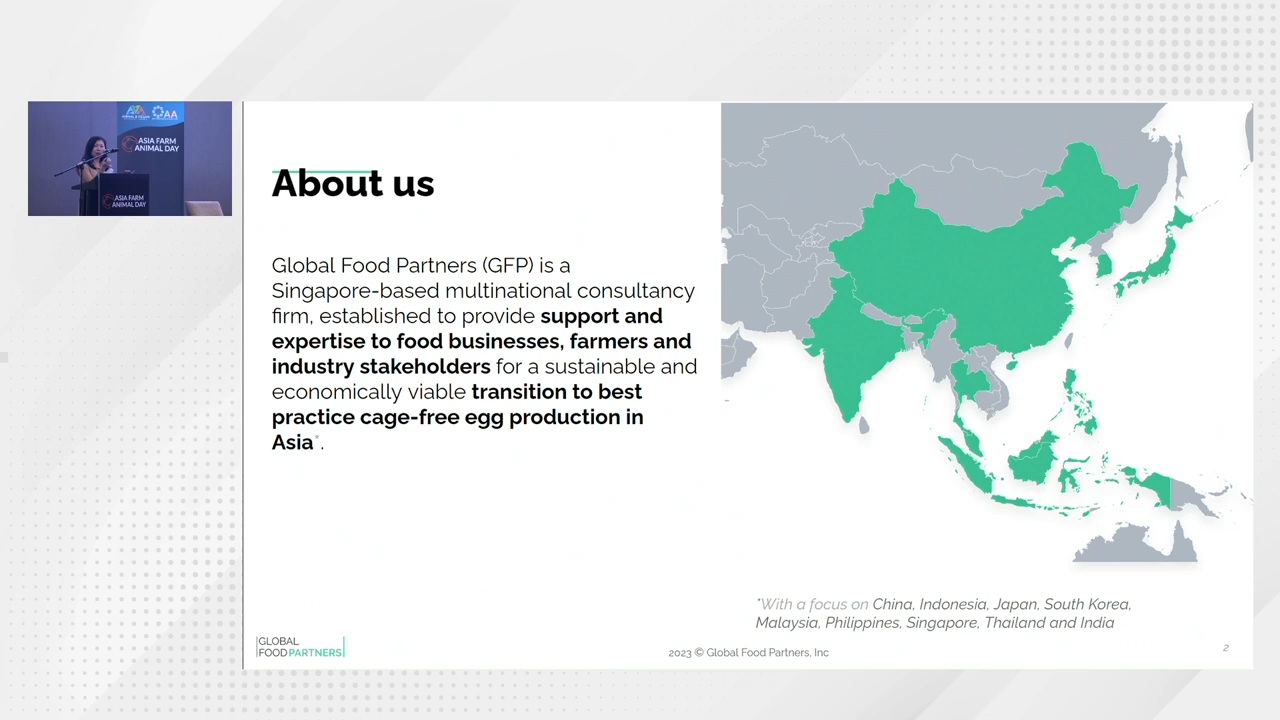 AA
ASIA FARM
ANIMAL DAY
ASIA FARM
ANIMAL DAY
About us
Global Food Partners (GFP) is a
Singapore-based multinational consultancy
firm, established to provide support and
expertise to food businesses, farmers and
industry stakeholders for a sustainable and
economically viable transition to best
practice cage-free egg production in
Asia*.
*With a focus on China, Indonesia, Japan, South Korea,
Malaysia, Philippines, Singapore, Thailand and India
GLOBAL
FOODPARTNERS
2023 © Global Food Partners, Inc
2